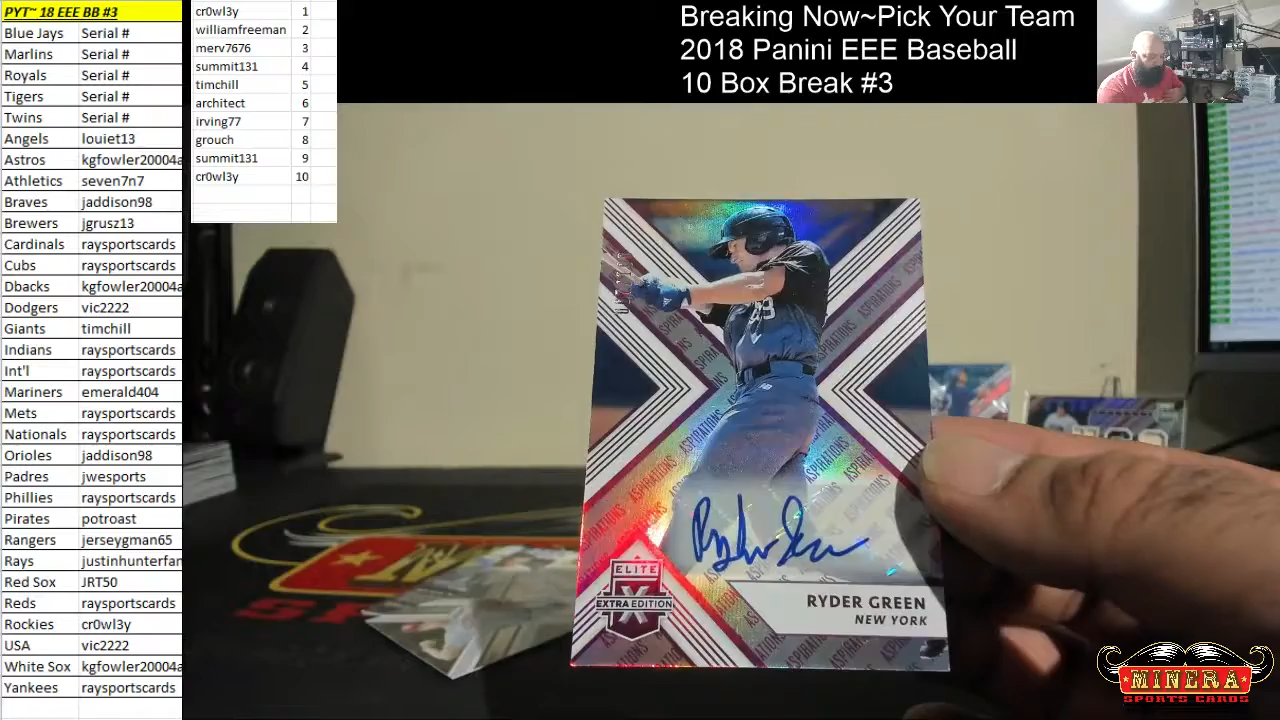 PYT~ 18 EEE BB #3
Blue Jays Serial #
Marlins Serial #
Royals Serial #
Tigers Serial #
Twins Serial #
Angels louiet13
Astros kgfowler20004a
Athletics seven7n7
Braves jaddison98
Brewers jgrusz13
Cardinals raysportscards
Cubs raysportscards
Dbacks kgfowler20004a
Dodgers vic2222
Giants timchill
Indians raysportscards
Int'l raysportscards
Mariners emerald404
Mets raysportscards
Nationals raysportscards
Orioles jaddison98
Padres jwesports
Phillies raysportscards
Pirates potroast
Rangers jerseygman65
Rays justinhunterfan
Red Sox JRT50
Reds raysportscards
Rockies cr0wl3y
USA vic2222
White Sox kgfowler20004a
Yankees raysportscards
cr0wl3y 1
williamfreeman 2
merv7676 3
summit131 4
timchill 5
architect 6
irving77 7
grouch 8
summit131 9
cr0wl3y 10
Breaking Now~Pick Your Team
2018 Panini EEE Baseball
10 Box Break #3
ASPIRATIONS
Ryder Green
ELITE
EXTRA EDITION
X
RYDER GREEN
NEW YORK
MINERA
SPORTS CARDS